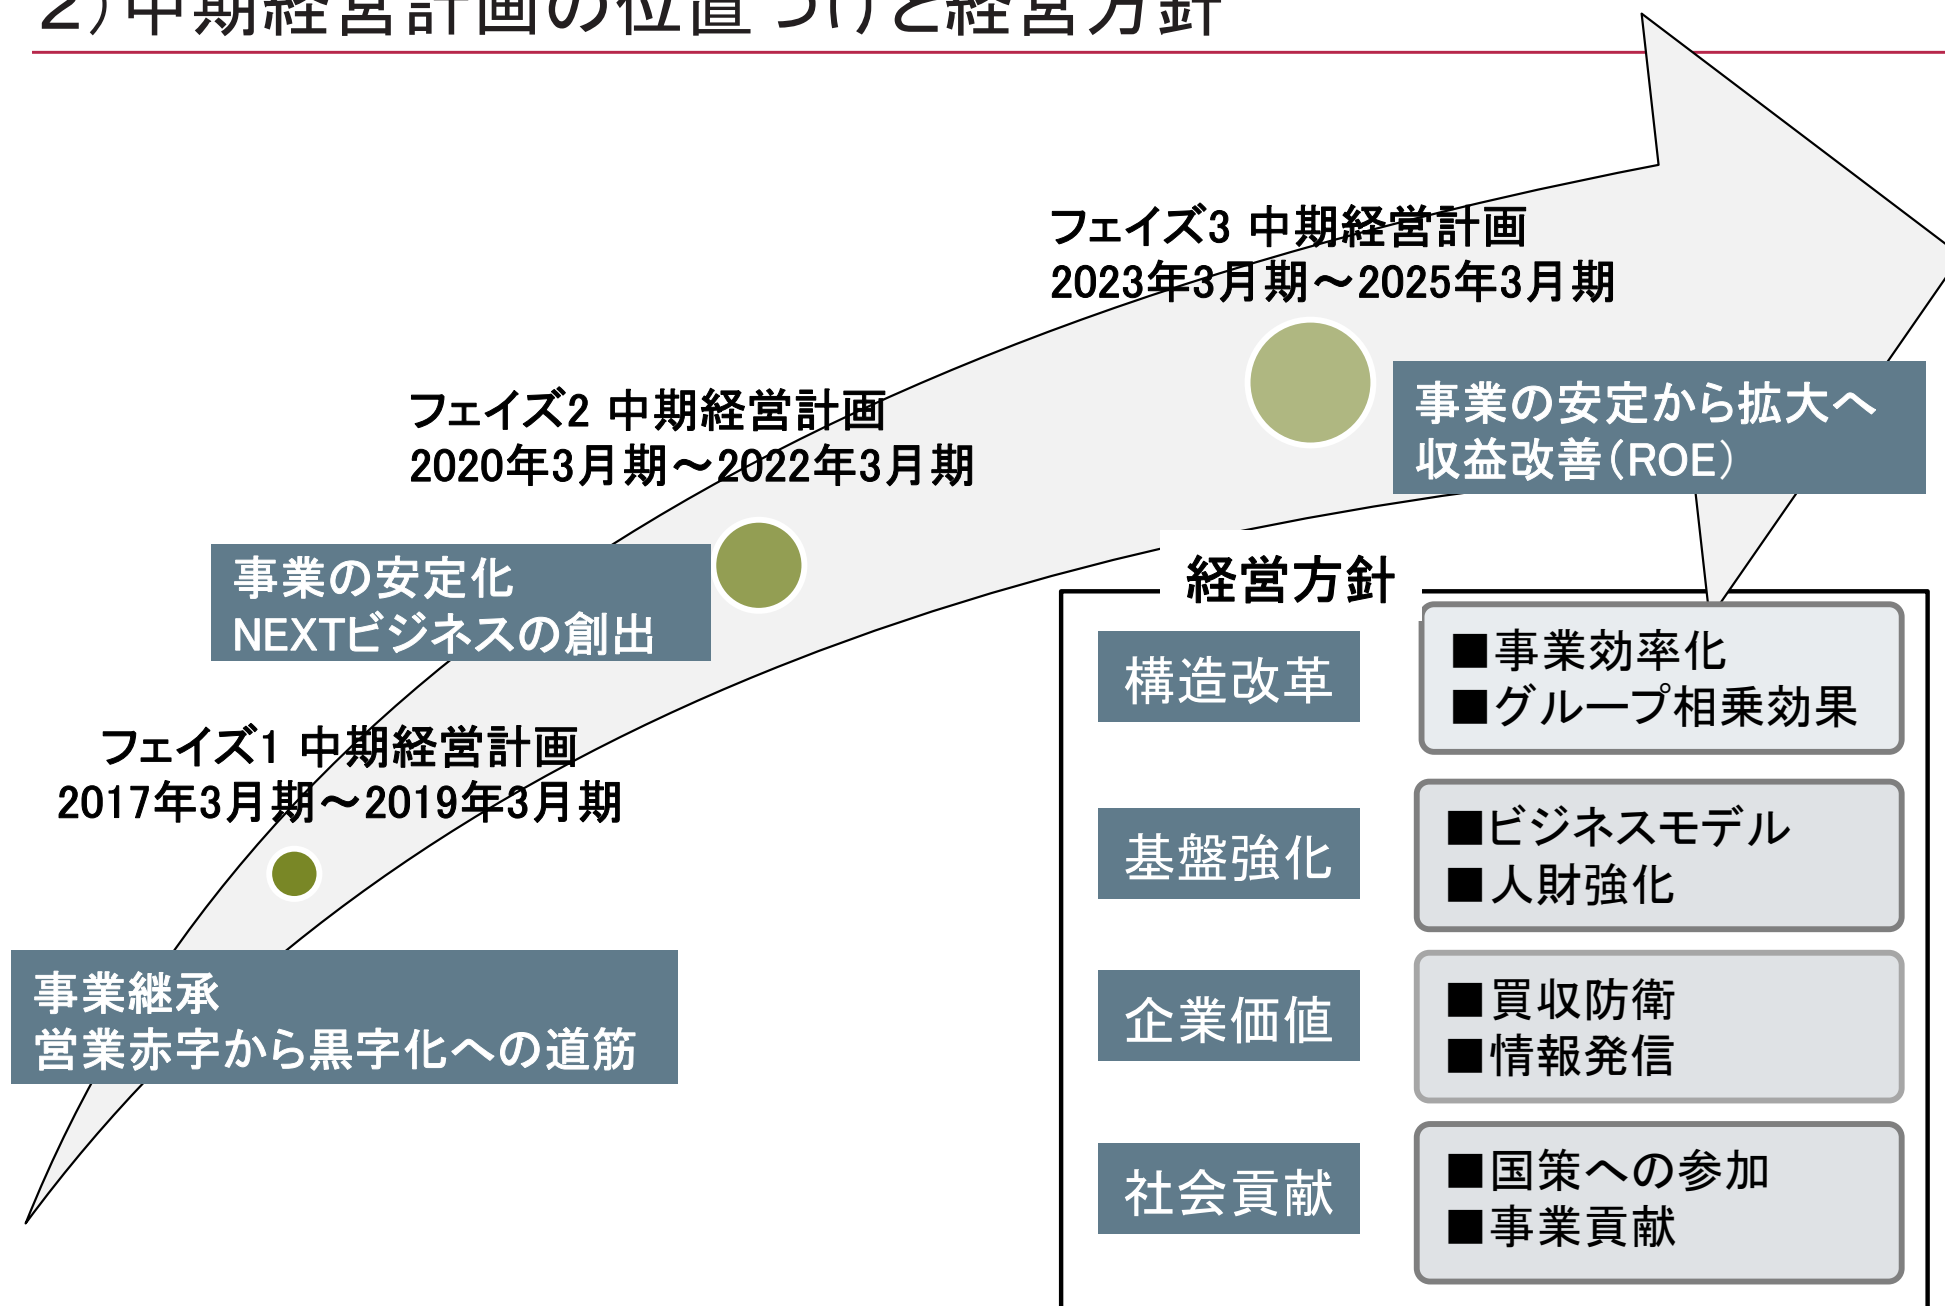 2）中期経営計画の位置づけと経営方針
フェイズ3 中期経営計画
2023年3月期～2025年3月期
事業の安定から拡大へ
収益改善（ROE）
フェイズ2 中期経営計画
2020年3月期～2022年3月期
事業の安定化
NEXTビジネスの創出
フェイズ1 中期経営計画
2017年3月期～2019年3月期
事業継承
営業赤字から黒字化への道筋
経営方針
構造改革
■事業効率化
■グループ相乗効果
基盤強化
■ビジネスモデル
■人財強化
企業価値
■買収防衛
■情報発信
社会貢献
■国策への参加
■事業貢献